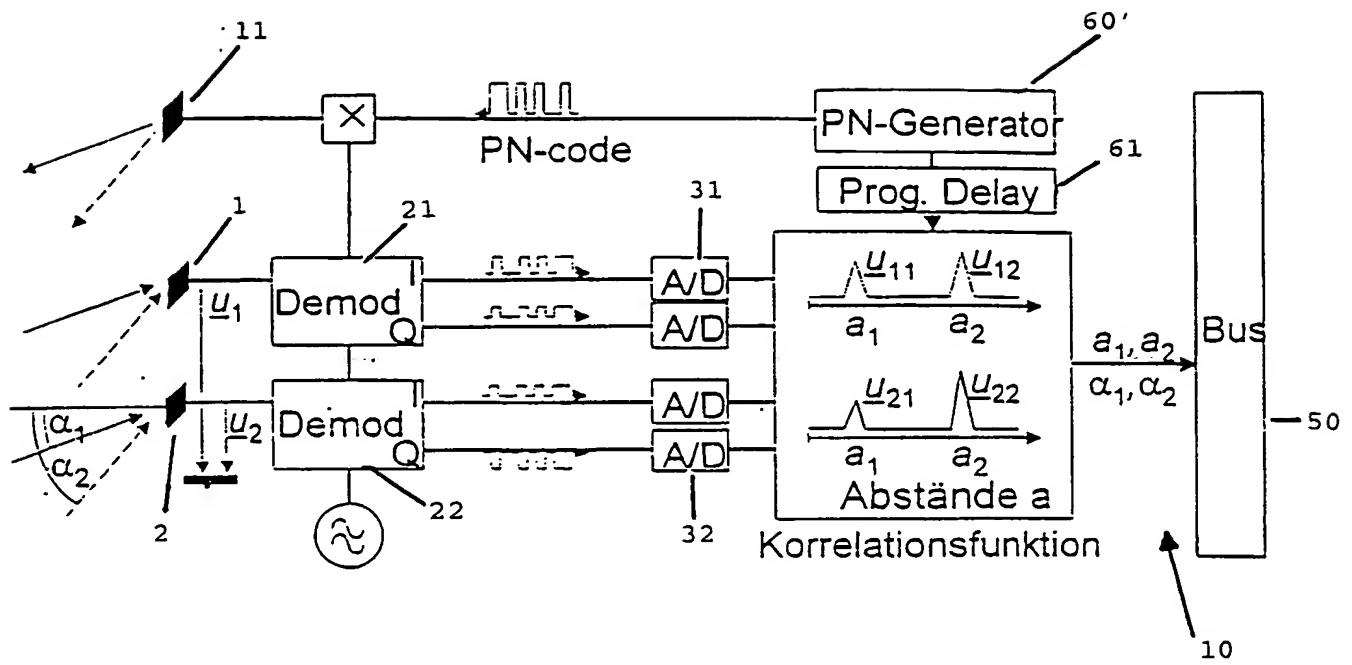 11
60'
×
PN-code
PN-Generator
61
Prog. Delay
1
21
31
u1
Demod
I
Q
A/D
A/D
u11
u12
a1
a2
a1, a2
α1, α2
Bus
50
α1
α2
2
u2
Demod
I
Q
22
A/D
A/D
32
u21
u22
a1
a2
Abstände a
Korrelationsfunktion
10